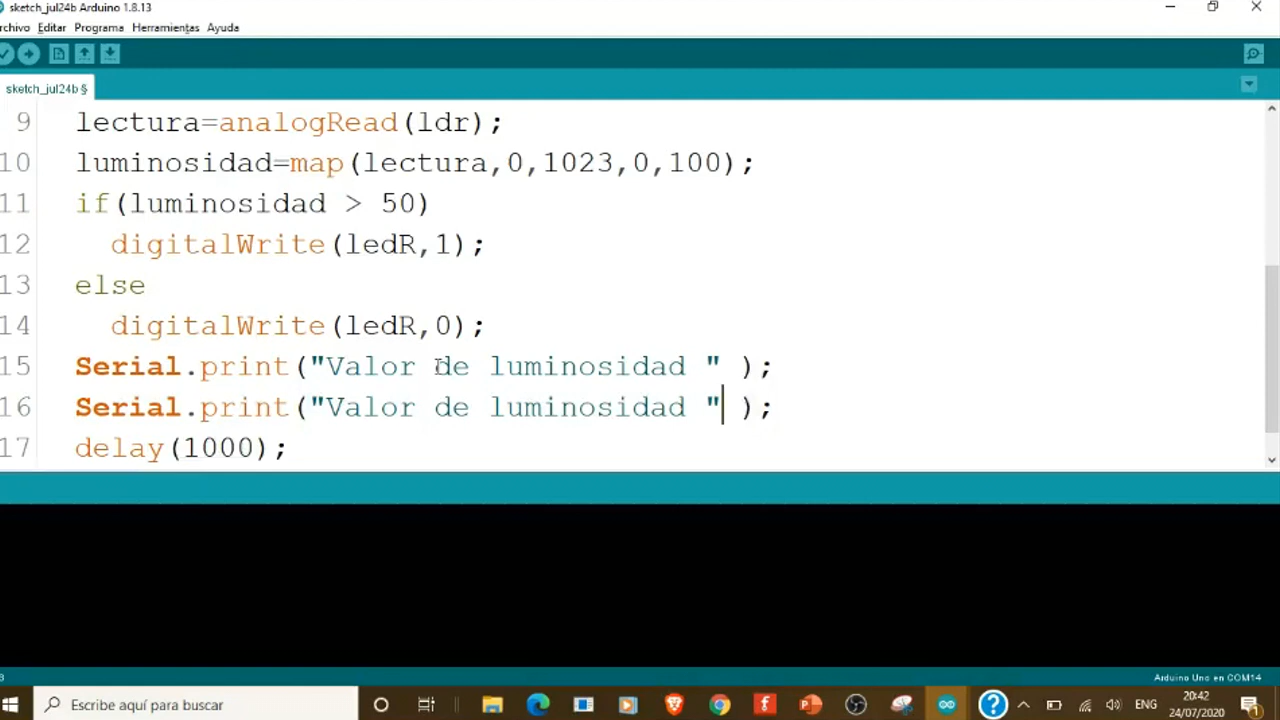 sketch_jul24b Arduino 1.8.13
rchivo Editar Programa Herramientas Ayuda
sketch_jul24b §
9 lectura=analogRead(ldr);
10 luminosidad=map(lectura,0,1023,0,100);
11 if(luminosidad > 50)
12 digitalWrite(ledR,1);
13 else
14 digitalWrite(ledR,0);
15 Serial.print("Valor de luminosidad " );
16 Serial.print("Valor de luminosidad " );
17 delay(1000);
Arduino Uno en COM14
Escribe aquí para buscar
ENG
20:42
24/07/2020